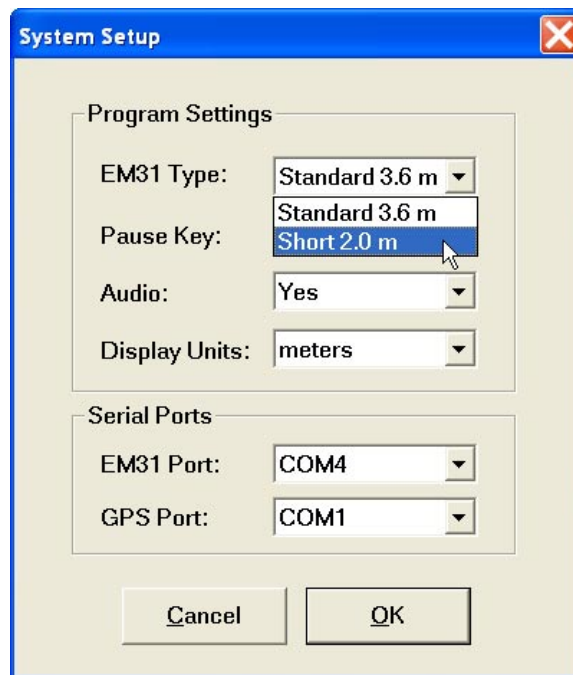 System Setup
Program Settings
EM31 Type: Standard 3.6 m
Standard 3.6 m
Pause Key: Short 2.0 m
Audio: Yes
Display Units: meters
Serial Ports
EM31 Port: COM4
GPS Port: COM1
Cancel OK